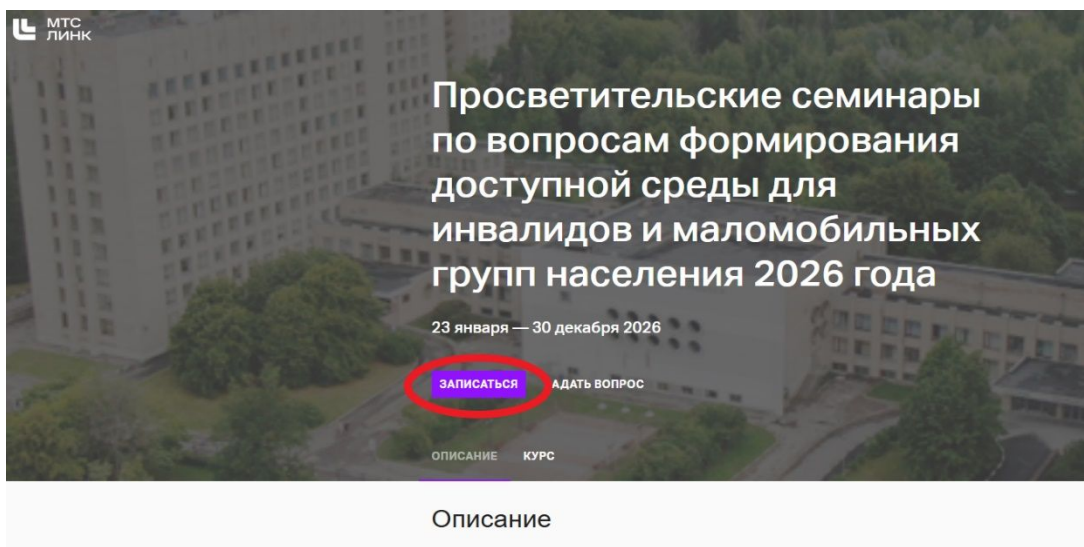 МТС
ЛИНК
Просветительские семинары
по вопросам формирования
доступной среды для
инвалидов и маломобильных
групп населения 2026 года
23 января — 30 декабря 2026
ЗАПИСАТЬСЯ АДАТЬ ВОПРОС
ОПИСАНИЕ КУРС
Описание